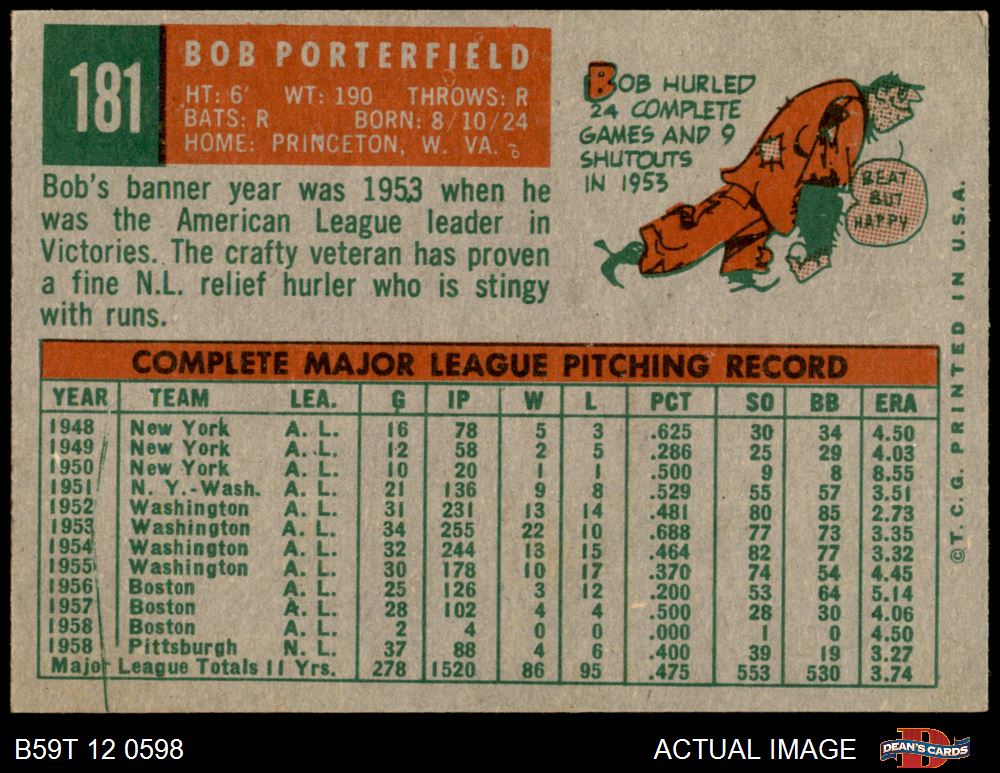 181
BOB PORTERFIELD
HT: 6' WT: 190 THROWS: R
BATS: R BORN: 8/10/24
HOME: PRINCETON, W. VA.
BOB HURLED
24 COMPLETE
GAMES AND 9
SHUTOUTS
IN 1953
BEAT
BUT
HAPPY
Bob's banner year was 1953 when he
was the American League leader in
Victories. The crafty veteran has proven
a fine N.L. relief hurler who is stingy
with runs.
COMPLETE MAJOR LEAGUE PITCHING RECORD
YEAR TEAM LEA. G IP W L PCT SO BB ERA
1948 New York A. L. 16 78 5 3 .625 30 34 4.50
1949 New York A. L. 12 58 2 5 .286 25 29 4.03
1950 New York A. L. 10 20 1 1 .500 9 8 8.55
1951 N. Y.-Wash. A. L. 21 136 9 8 .529 55 57 3.51
1952 Washington A. L. 31 231 13 14 .481 80 85 2.73
1953 Washington A. L. 34 255 22 10 .688 77 73 3.35
1954 Washington A. L. 32 244 13 15 .464 82 77 3.32
1955 Washington A. L. 30 178 10 17 .370 74 54 4.45
1956 Boston A. L. 25 126 3 12 .200 53 64 5.14
1957 Boston A. L. 28 102 4 4 .500 28 30 4.06
1958 Boston A. L. 2 4 0 0 .000 1 0 4.50
1958 Pittsburgh N. L. 37 88 4 6 .400 39 19 3.27
Major League Totals 11 Yrs. 278 1520 86 95 .475 553 530 3.74
©T. C. G. PRINTED IN U.S.A.
B59T 12 0598
ACTUAL IMAGE
DEAN'S CARDS